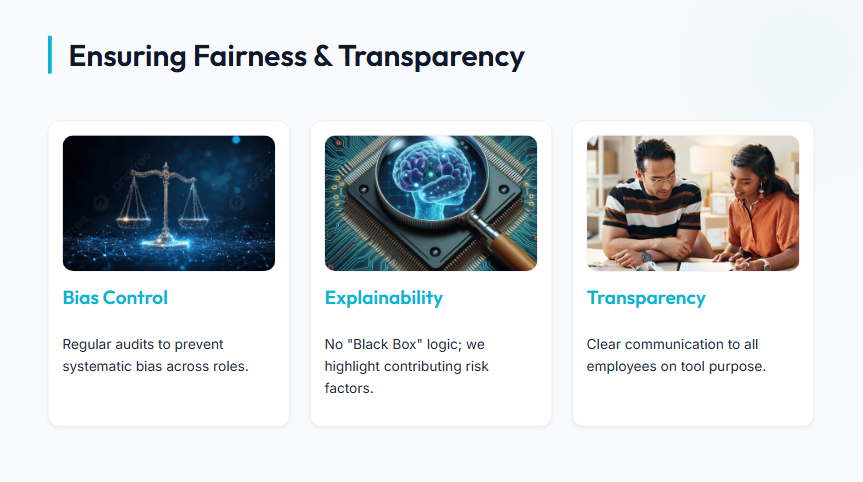 Ensuring Fairness & Transparency
Bias Control
Regular audits to prevent
systematic bias across roles.
Explainability
No "Black Box" logic; we
highlight contributing risk
factors.
Transparency
Clear communication to all
employees on tool purpose.